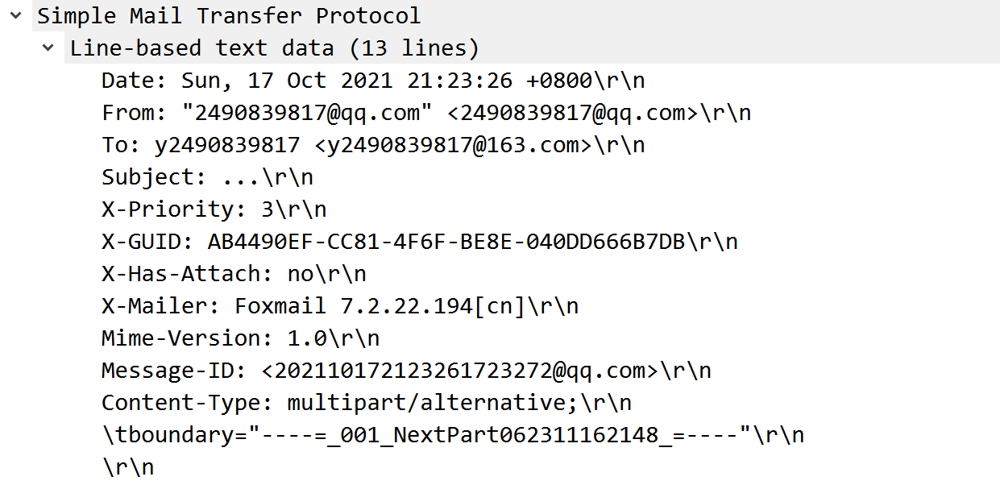 Simple Mail Transfer Protocol
Line-based text data (13 lines)
Date: Sun, 17 Oct 2021 21:23:26 +0800\r\n
From: "2490839817@qq.com" <2490839817@qq.com>\r\n
To: y2490839817 <y2490839817@163.com>\r\n
Subject: ...\r\n
X-Priority: 3\r\n
X-GUID: AB4490EF-CC81-4F6F-BE8E-040DD666B7DB\r\n
X-Has-Attach: no\r\n
X-Mailer: Foxmail 7.2.22.194[cn]\r\n
Mime-Version: 1.0\r\n
Message-ID: <202110172123261723272@qq.com>\r\n
Content-Type: multipart/alternative;\r\n
\tboundary="----=_001_NextPart062311162148_=----"\r\n
\r\n